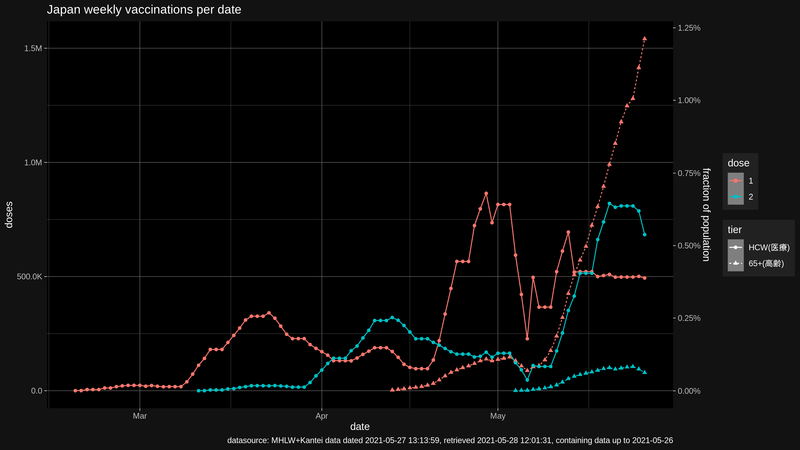 Japan weekly vaccinations per date
1.5M
1.0M
500.0K
0.0
doses
1.25%
1.00%
0.75%
0.50%
0.25%
0.00%
fraction of population
Mar
Apr
May
date
dose
1
2
tier
HCW(医療)
65+(高齢)
datasource: MHLW+Kantei data dated 2021-05-27 13:13:59, retrieved 2021-05-28 12:01:31, containing data up to 2021-05-26